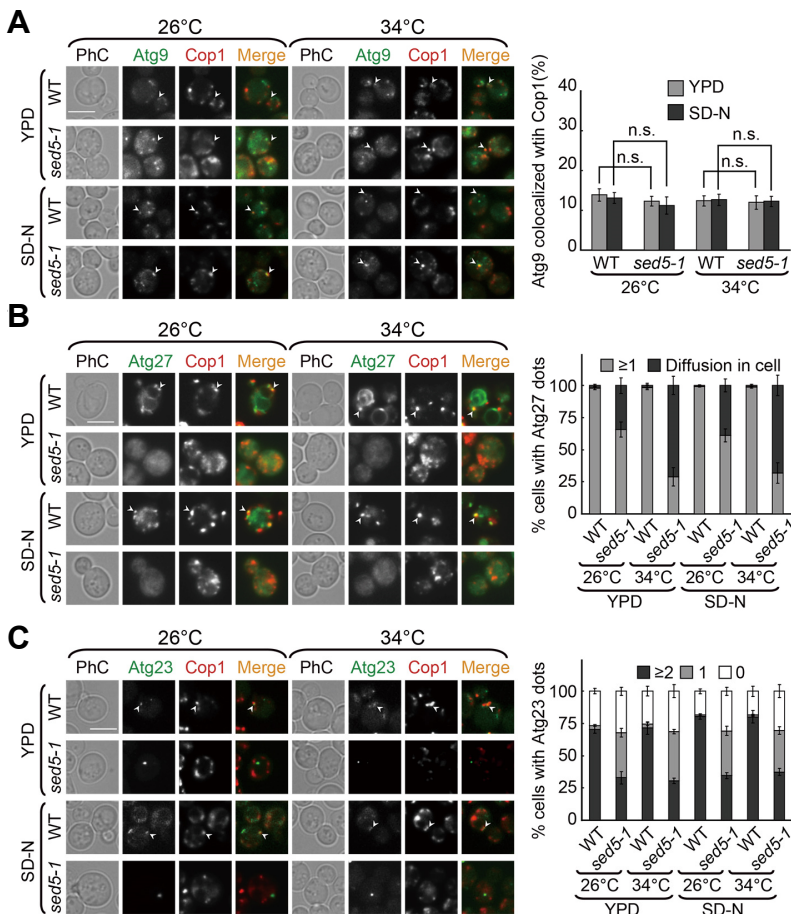 A
26°C 34°C
PhC Atg9 Cop1 Merge PhC Atg9 Cop1 Merge
YPD
WT
sed5-1
SD-N
WT
sed5-1
Atg9 colocalized wtih Cop1(%)
40
30
20
10
0
YPD
SD-N
n.s. n.s. n.s. n.s.
WT sed5-1 WT sed5-1
26°C 34°C
B
26°C 34°C
PhC Atg27 Cop1 Merge PhC Atg27 Cop1 Merge
YPD
WT
sed5-1
SD-N
WT
sed5-1
% cells with Atg27 dots
≥1 Diffusion in cell
100
75
50
25
0
WT sed5-1 WT sed5-1 WT sed5-1 WT sed5-1
26°C 34°C 26°C 34°C
YPD SD-N
C
26°C 34°C
PhC Atg23 Cop1 Merge PhC Atg23 Cop1 Merge
YPD
WT
sed5-1
SD-N
WT
sed5-1
% cells with Atg23 dots
≥2 1 0
100
75
50
25
0
WT sed5-1 WT sed5-1 WT sed5-1 WT sed5-1
26°C 34°C 26°C 34°C
YPD SD-N